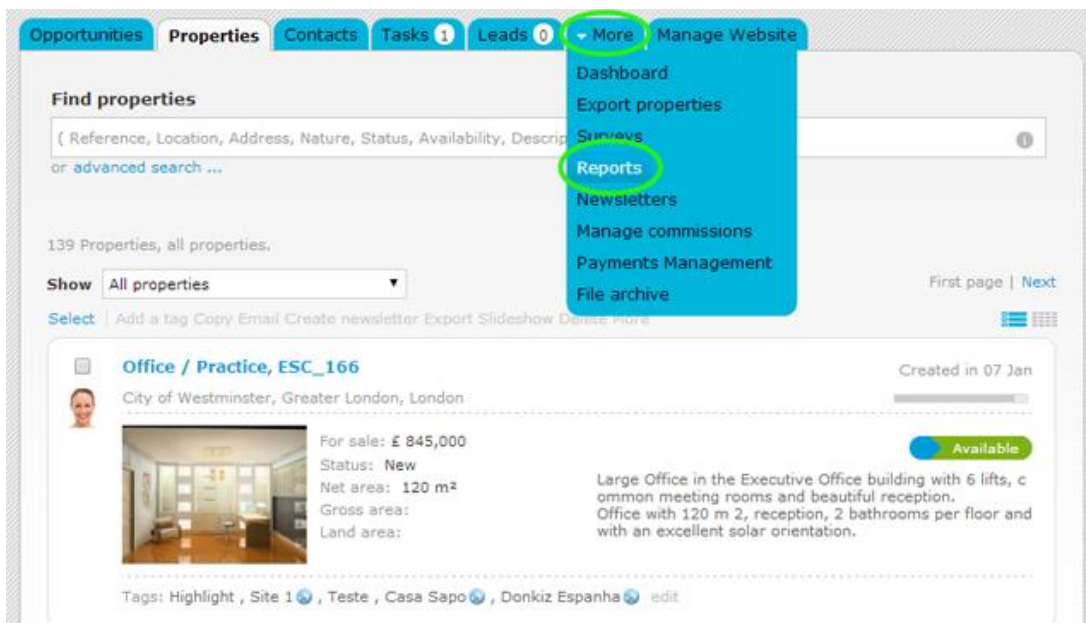 Opportunities Properties Contacts Tasks 1 Leads 0 More Manage Website
Dashboard
Export properties
Surveys
Reports
Newsletters
Manage commissions
Payments Management
File archive
Find properties
( Reference, Location, Address, Nature, Status, Availability, Descrip
or advanced search ...
139 Properties, all properties.
Show All properties First page | Next
Select Add a tag Copy Email Create newsletter Export Slideshow Delete More
Office / Practice, ESC_166 Created in 07 Jan
City of Westminster, Greater London, London
For sale: £ 845,000
Status: New
Net area: 120 m²
Gross area:
Land area:
Available
Large Office in the Executive Office building with 6 lifts, c
ommon meeting rooms and beautiful reception.
Office with 120 m 2, reception, 2 bathrooms per floor and
with an excellent solar orientation.
Tags: Highlight , Site 1 , Teste , Casa Sapo , Donkiz Espanha edit